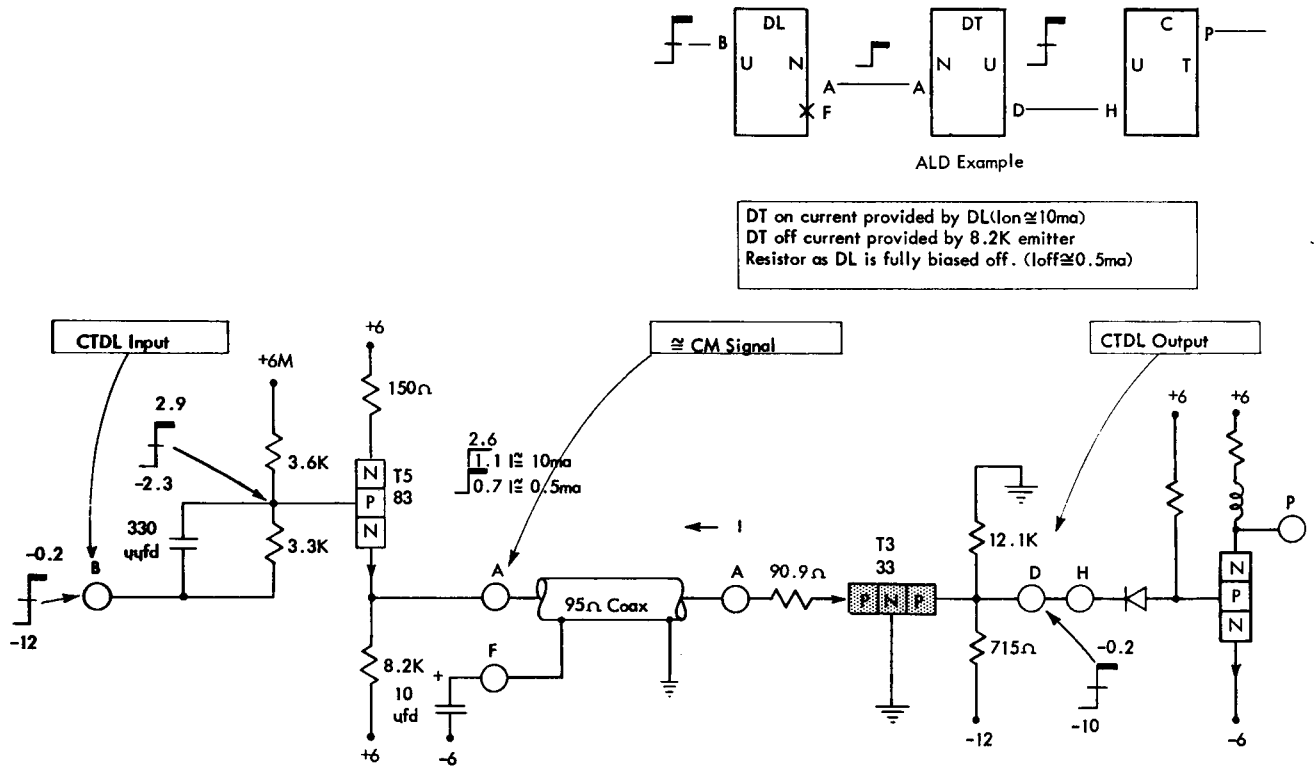 DL
DT
C
P
B
U N
N U
U T
A
A
F
D
H
ALD Example
DT on current provided by DL(Ion≅10ma)
DT off current provided by 8.2K emitter
Resistor as DL is fully biased off. (Ioff≅0.5ma)
CTDL Input
≅ CM Signal
CTDL Output
+6
+6M
150Ω
2.9
-2.3
3.6K
N
P
N
T5
83
2.6
1.1 I≅ 10ma
0.7 I≅ 0.5ma
330
yyfd
3.3K
-0.2
B
-12
A
95Ω Coax
I
A
90.9Ω
T3
33
P N P
12.1K
D
H
+6
+6
P
N
P
N
8.2K
10
yfd
F
+
+6
-6
715Ω
-0.2
-10
-12
-6